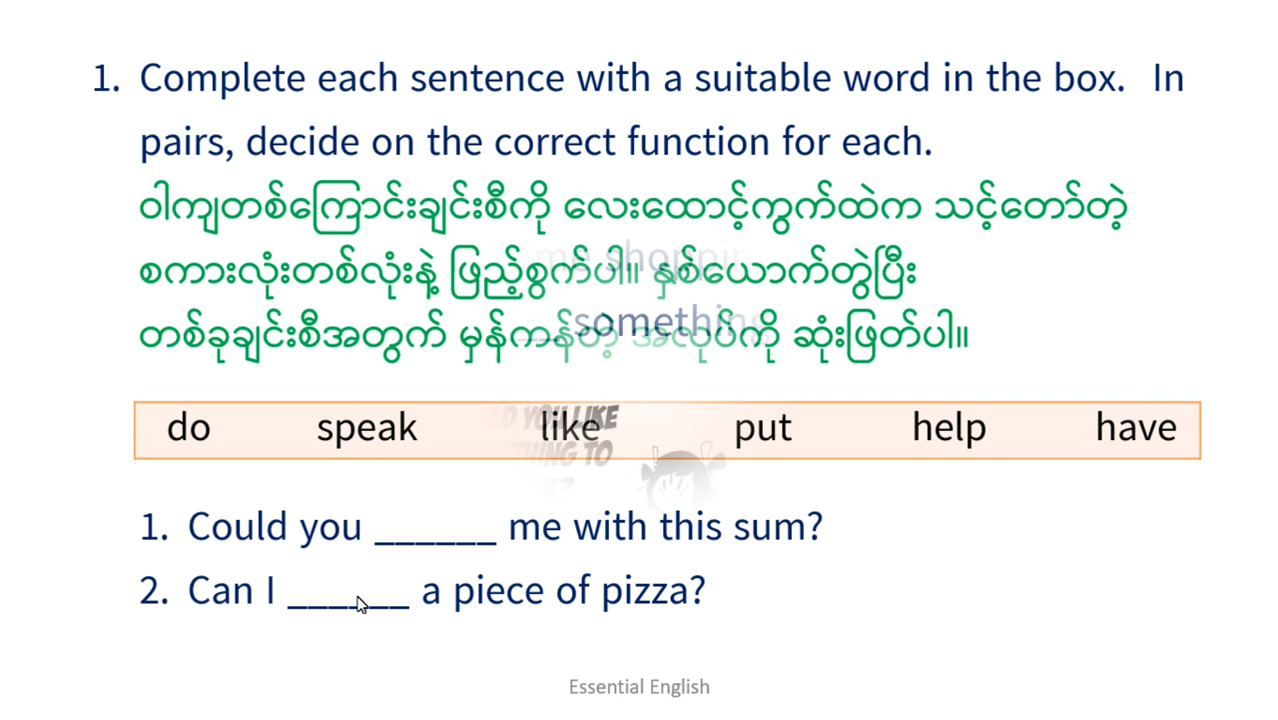 1. Complete each sentence with a suitable word in the box. In
pairs, decide on the correct function for each.
ဝါကျတစ်ကြောင်းချင်းစီကို လေးထောင့်ကွက်ထဲက သင့်တော်တဲ့
စကားလုံးတစ်လုံးနဲ့ ဖြည့်စွက်ပါ။ နှစ်ယောက်တွဲပြီး
something
တစ်ခုချင်းစီအတွက် မှန်ကန်တဲ့ အလုပ်ကို ဆုံးဖြတ်ပါ။
YOU LIKE
do speak like put help have
1. Could you ______ me with this sum?
2. Can I ______ a piece of pizza?
Essential English